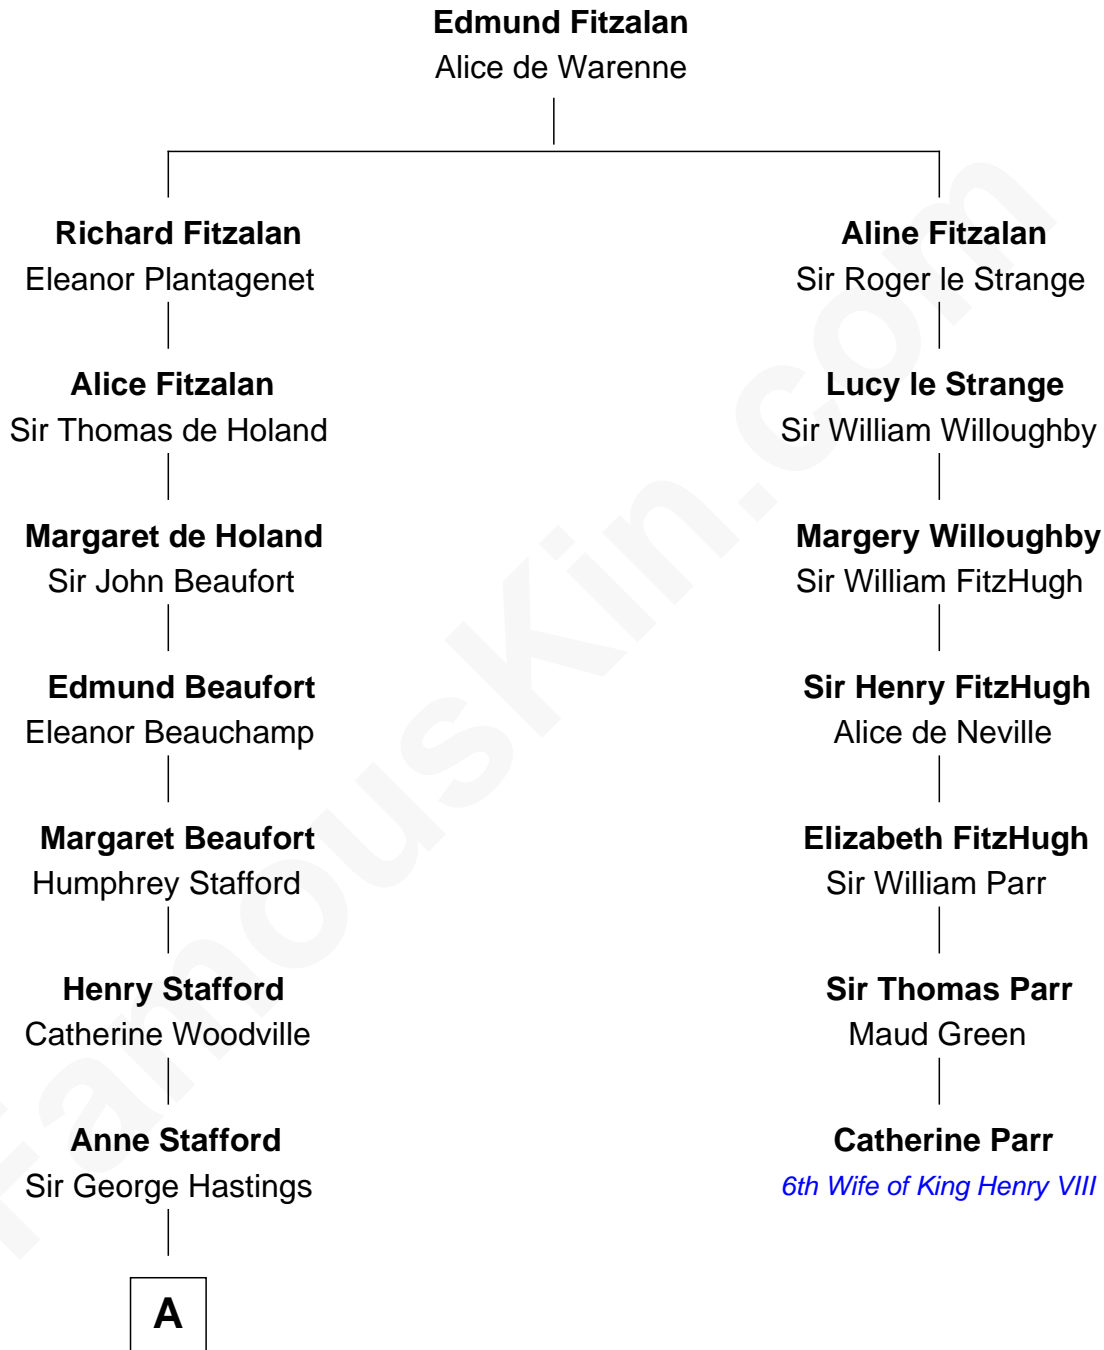 Edmund Fitzalan
Alice de Warenne
Richard Fitzalan
Eleanor Plantagenet
Aline Fitzalan
Sir Roger le Strange
Alice Fitzalan
Sir Thomas de Holand
Lucy le Strange
Sir William Willoughby
Margaret de Holand
Sir John Beaufort
Margery Willoughby
Sir William FitzHugh
Edmund Beaufort
Eleanor Beauchamp
Sir Henry FitzHugh
Alice de Neville
Margaret Beaufort
Humphrey Stafford
Elizabeth FitzHugh
Sir William Parr
Henry Stafford
Catherine Woodville
Sir Thomas Parr
Maud Green
Anne Stafford
Sir George Hastings
Catherine Parr
6th Wife of King Henry VIII
A
FamousKin.com